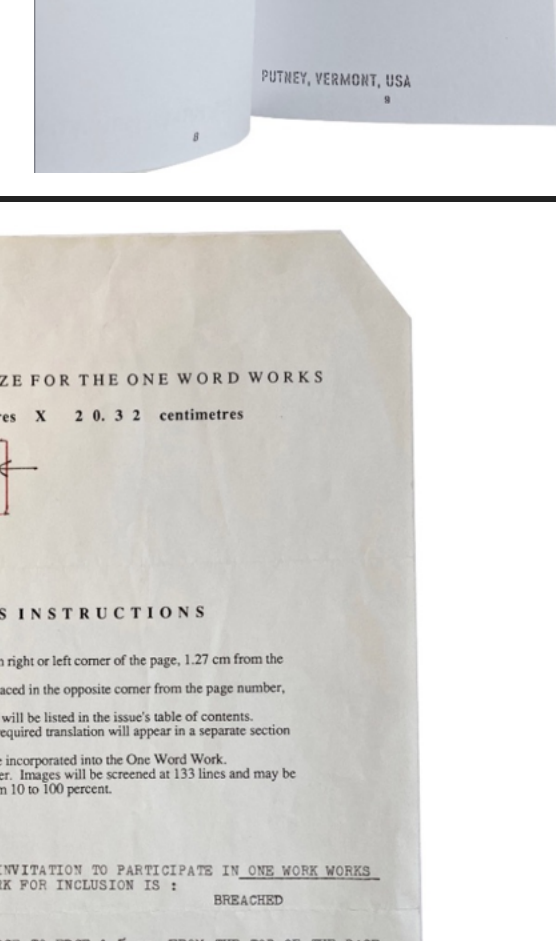 PUTNEY, VERMONT, USA
9
8
ZE FOR THE ONE WORD WORKS
res X 2 0. 3 2 centimetres
S INSTRUCTIONS
right or left corner of the page, 1.27 cm from the
aced in the opposite corner from the page number,
will be listed in the issue's table of contents.
equired translation will appear in a separate section
incorporated into the One Word Work.
er. Images will be screened at 133 lines and may be
10 to 100 percent.
INVITATION TO PARTICIPATE IN ONE WORK WORKS
RK FOR INCLUSION IS :
BREACHED